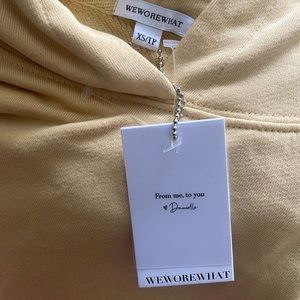 WEWOREWHAT
XS/TP
From me, to you
♥ Danielle
WEWOREWHAT